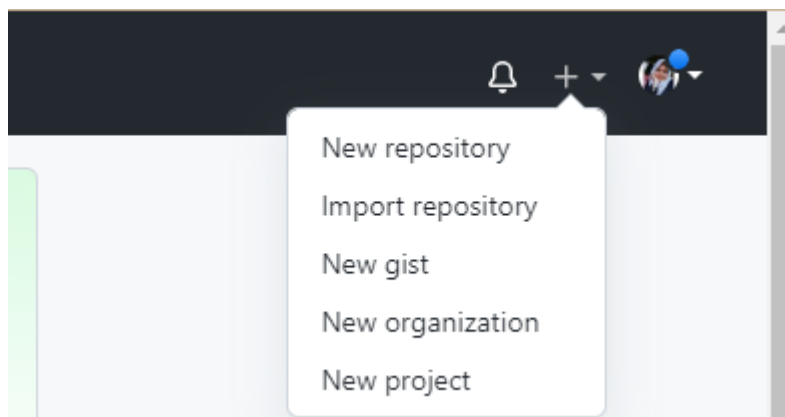 New repository
Import repository
New gist
New organization
New project